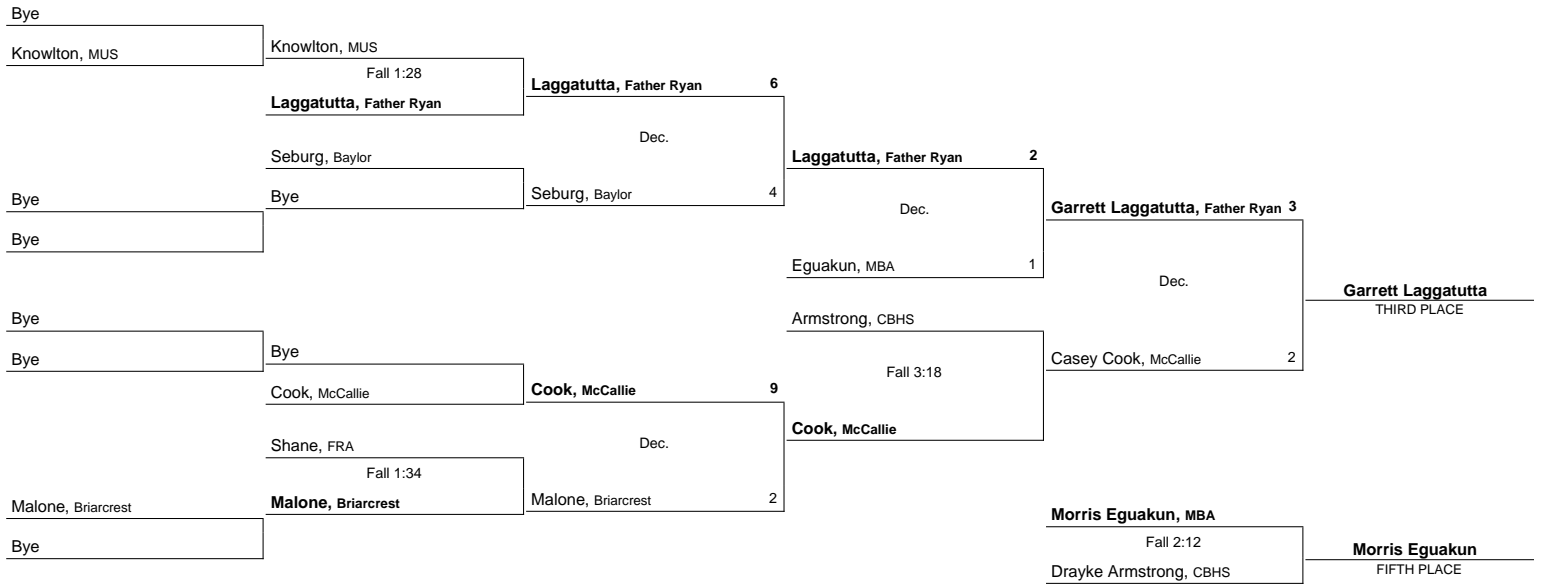 Bye
Knowlton, MUS
Bye
Bye
Bye
Bye
Malone, Briarcrest
Bye
Knowlton, MUS
Fall 1:28
Laggatutta, Father Ryan
Seburg, Baylor
Bye
Bye
Cook, McCallie
Shane, FRA
Fall 1:34
Malone, Briarcrest
Laggatutta, Father Ryan 6
Dec.
Seburg, Baylor 4
Cook, McCallie 9
Dec.
Malone, Briarcrest 2
Laggatutta, Father Ryan 2
Dec.
Eguakun, MBA 1
Armstrong, CBHS
Fall 3:18
Cook, McCallie
Garrett Laggatutta, Father Ryan 3
Dec.
Casey Cook, McCallie 2
Garrett Laggatutta
THIRD PLACE
Morris Eguakun, MBA
Fall 2:12
Drayke Armstrong, CBHS
Morris Eguakun
FIFTH PLACE